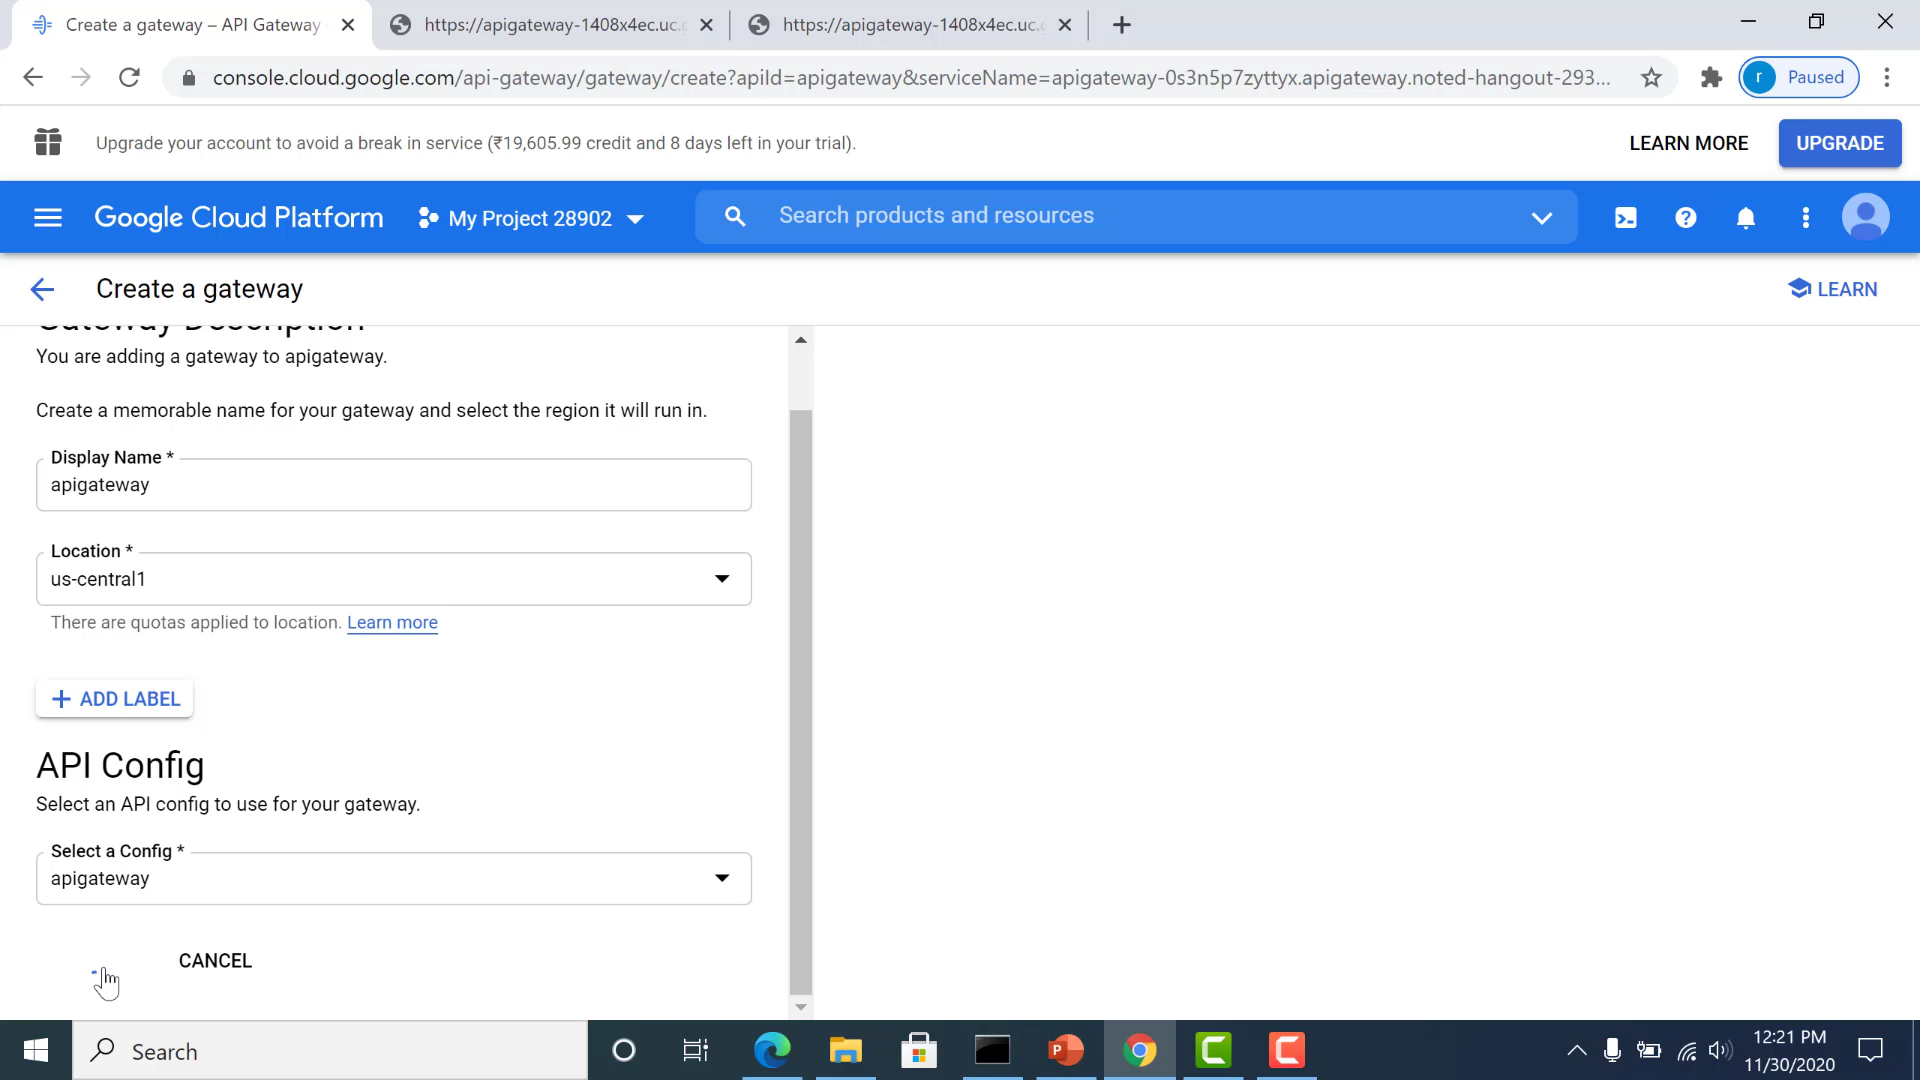 Create a gateway – API Gateway
https://apigateway-1408x4ec.uc.
https://apigateway-1408x4ec.uc.
console.cloud.google.com/api-gateway/gateway/create?apiId=apigateway&serviceName=apigateway-0s3n5p7zyttyx.apigateway.noted-hangout-293...
r Paused
Upgrade your account to avoid a break in service (₹19,605.99 credit and 8 days left in your trial).
LEARN MORE
UPGRADE
Google Cloud Platform
My Project 28902
Search products and resources
Create a gateway
LEARN
Gateway Description
You are adding a gateway to apigateway.
Create a memorable name for your gateway and select the region it will run in.
Display Name *
apigateway
Location *
us-central1
There are quotas applied to location. Learn more
ADD LABEL
API Config
Select an API config to use for your gateway.
Select a Config *
apigateway
CANCEL
Search
12:21 PM
11/30/2020